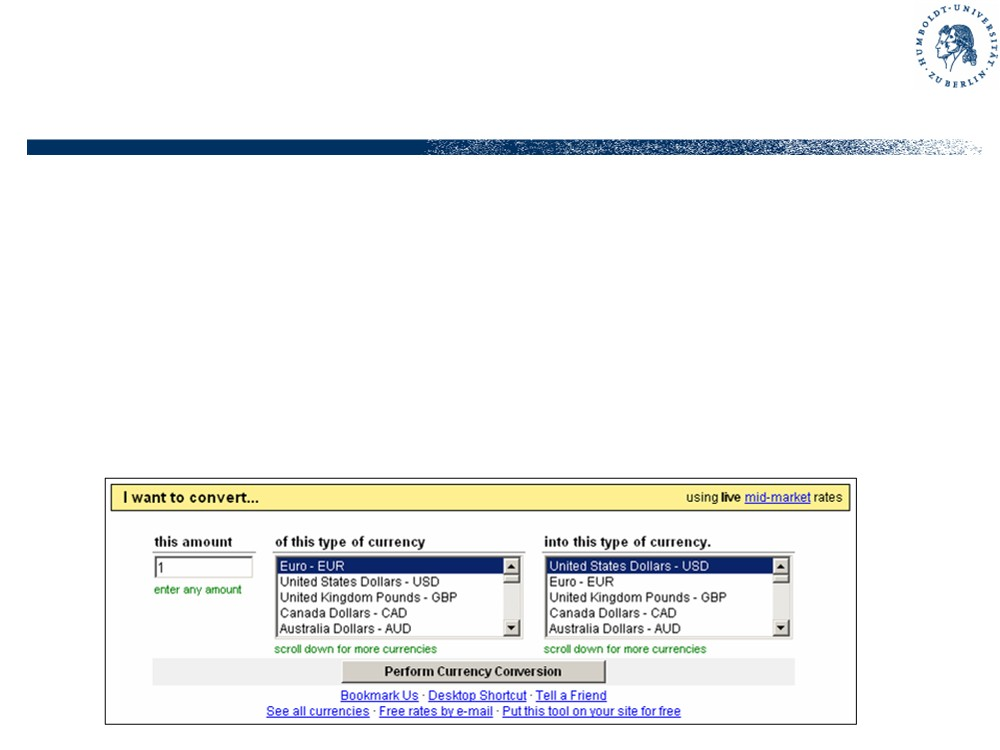 HUMBOLDT-UNIVERSITÄT · ZU BERLIN ·
I want to convert... using live mid-market rates
this amount of this type of currency into this type of currency.
1 Euro - EUR United States Dollars - USD
United States Dollars - USD Euro - EUR
enter any amount United Kingdom Pounds - GBP United Kingdom Pounds - GBP
Canada Dollars - CAD Canada Dollars - CAD
Australia Dollars - AUD Australia Dollars - AUD
scroll down for more currencies scroll down for more currencies
Perform Currency Conversion
Bookmark Us · Desktop Shortcut · Tell a Friend
See all currencies · Free rates by e-mail · Put this tool on your site for free